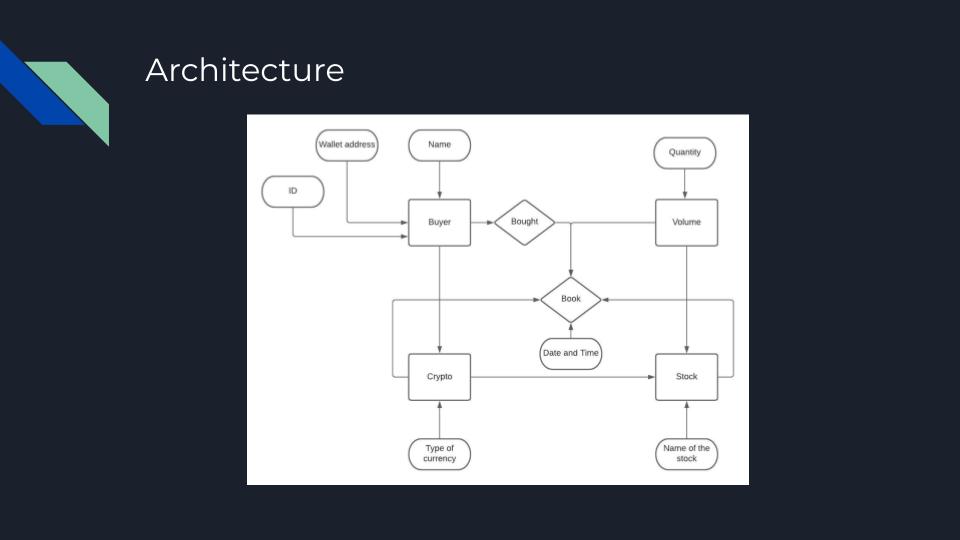 Architecture
Wallet address
Name
Quantity
ID
Buyer
Bought
Volume
Book
Date and Time
Crypto
Stock
Type of
currency
Name of the
stock